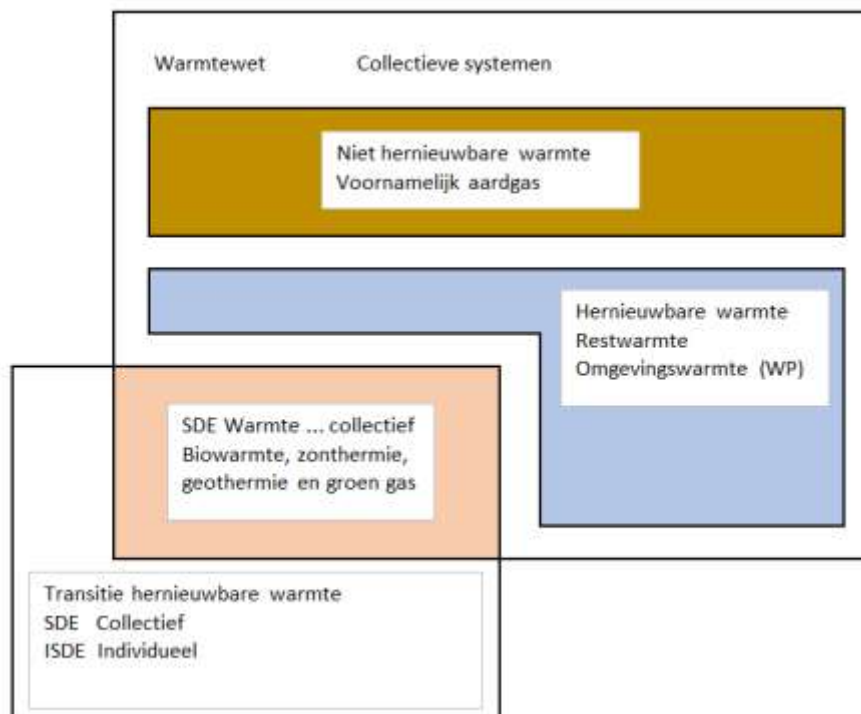 Warmtewet Collectieve systemen
Niet hernieuwbare warmte
Voornamelijk aardgas
Hernieuwbare warmte
Restwarmte
Omgevingswarmte (WP)
SDE Warmte ... collectief
Biowarmte, zonthermie,
geothermie en groen gas
Transitie hernieuwbare warmte
SDE Collectief
ISDE Individueel